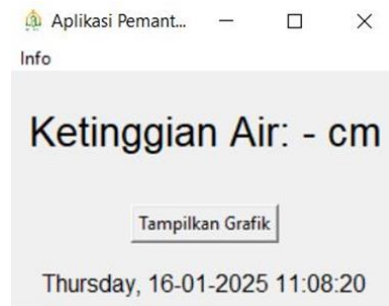 Aplikasi Pemant...
Info
Ketinggian Air: - cm
Tampilkan Grafik
Thursday, 16-01-2025 11:08:20